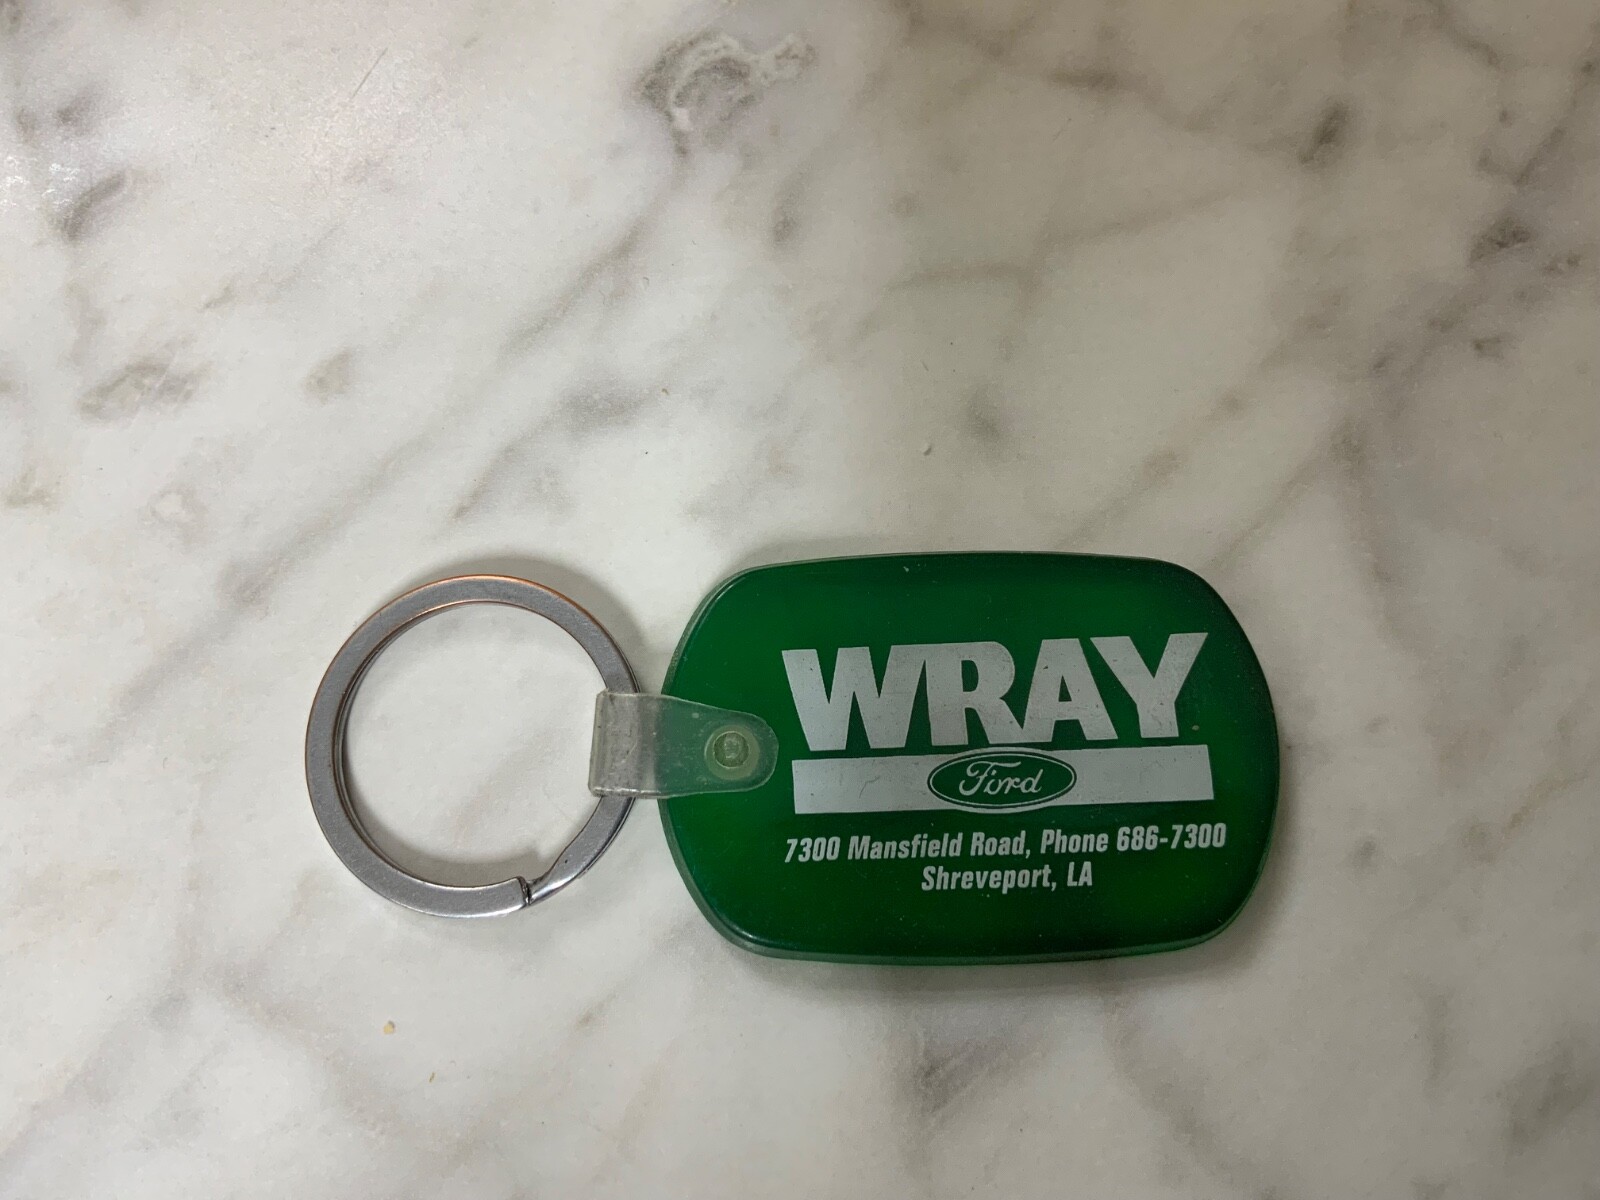 WRAY
Ford
7300 Mansfield Road, Phone 686-7300
Shreveport, LA